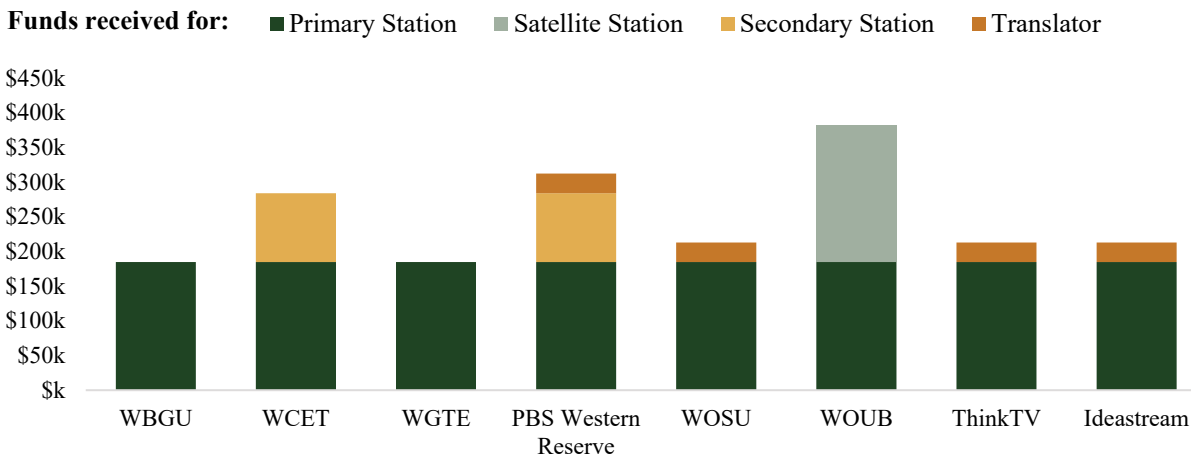 Funds received for: Primary Station Satellite Station Secondary Station Translator
$450k
$400k
$350k
$300k
$250k
$200k
$150k
$100k
$50k
$k
WBGU WCET WGTE PBS Western Reserve WOSU WOUB ThinkTV Ideastream